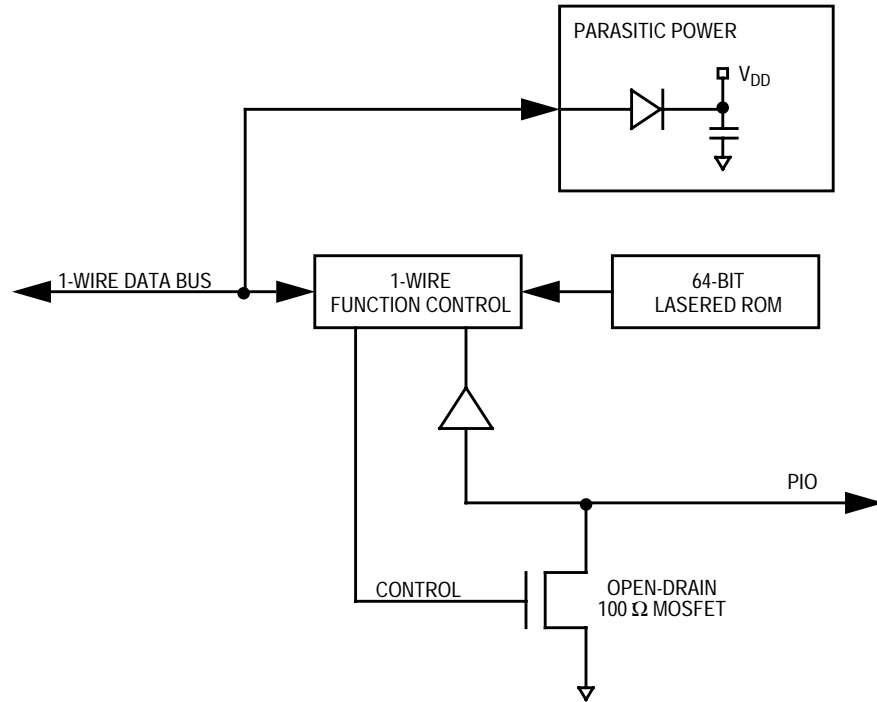 PARASITIC POWER
VDD
1-WIRE DATA BUS
1-WIRE
FUNCTION CONTROL
64-BIT
LASERED ROM
PIO
CONTROL
OPEN-DRAIN
100 Ω MOSFET